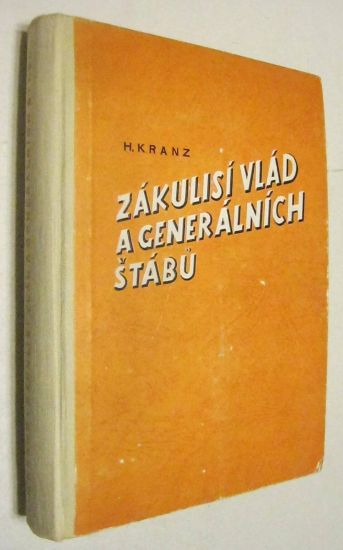 H. KRANZ
ZÁKULISÍ VLÁD
A GENERÁLNÍCH
ŠTÁBŮ